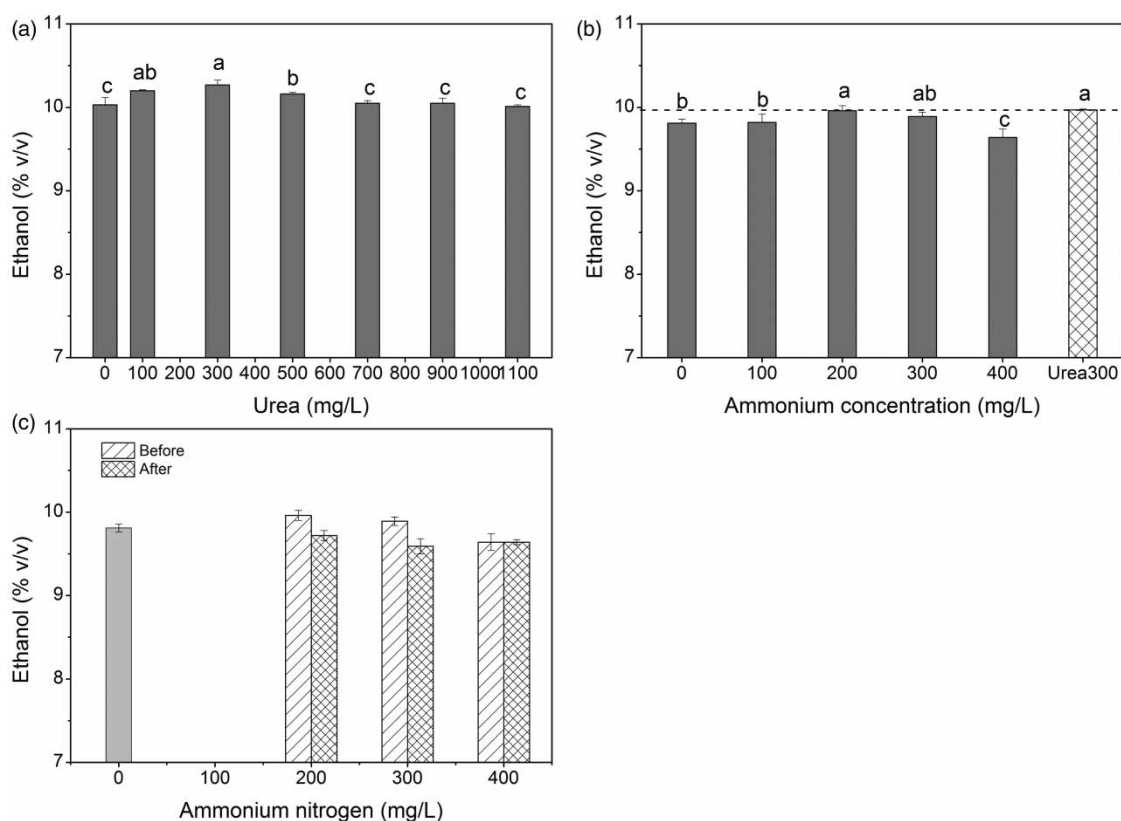 (a)
11
10
9
8
7
Ethanol (% v/v)
c
ab
a
b
c
c
c
0 100 200 300 400 500 600 700 800 900 1000 1100
Urea (mg/L)
(b)
11
10
9
8
7
Ethanol (% v/v)
b
b
a
ab
c
a
0 100 200 300 400 Urea300
Ammonium concentration (mg/L)
(c)
11
10
9
8
7
Ethanol (% v/v)
Before
After
0 100 200 300 400
Ammonium nitrogen (mg/L)